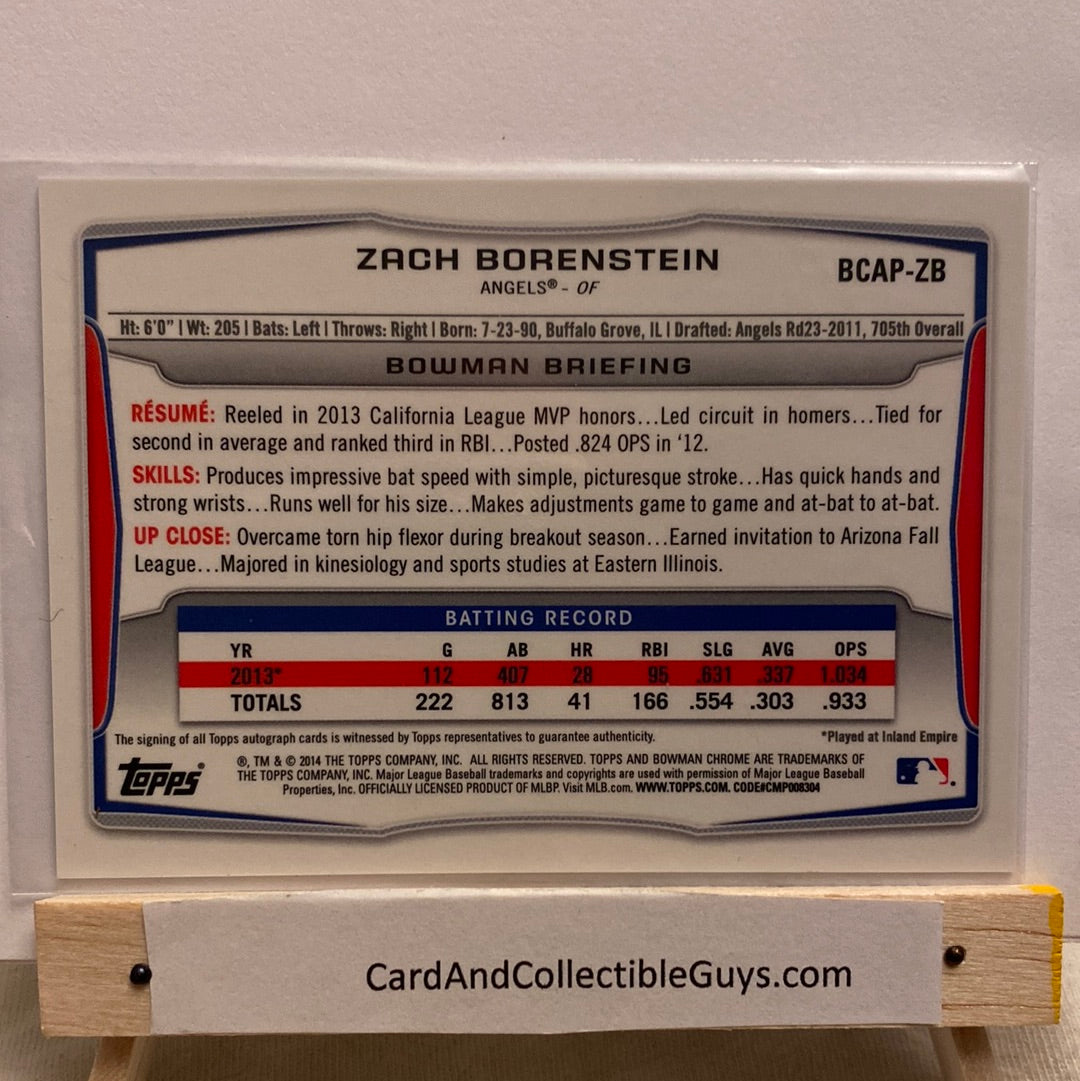 ZACH BORENSTEIN
BCAP-ZB
ANGELS® - OF
Ht: 6'0" | Wt: 205 | Bats: Left | Throws: Right | Born: 7-23-90, Buffalo Grove, IL | Drafted: Angels Rd23-2011, 705th Overall
BOWMAN BRIEFING
RÉSUMÉ: Reeled in 2013 California League MVP honors...Led circuit in homers...Tied for
second in average and ranked third in RBI...Posted .824 OPS in '12.
SKILLS: Produces impressive bat speed with simple, picturesque stroke...Has quick hands and
strong wrists...Runs well for his size...Makes adjustments game to game and at-bat to at-bat.
UP CLOSE: Overcame torn hip flexor during breakout season...Earned invitation to Arizona Fall
League...Majored in kinesiology and sports studies at Eastern Illinois.
BATTING RECORD
YR G AB HR RBI SLG AVG OPS
2013* 112 407 28 95 .631 .337 1.034
TOTALS 222 813 41 166 .554 .303 .933
The signing of all Topps autograph cards is witnessed by Topps representatives to guarantee authenticity.
*Played at Inland Empire
TOPPS®
®, TM & © 2014 THE TOPPS COMPANY, INC. ALL RIGHTS RESERVED. TOPPS AND BOWMAN CHROME ARE TRADEMARKS OF
THE TOPPS COMPANY, INC. Major League Baseball trademarks and copyrights are used with permission of Major League Baseball
Properties, Inc. OFFICIALLY LICENSED PRODUCT OF MLBP. Visit MLB.com. WWW.TOPPS.COM. CODE#CMP008304
CardAndCollectibleGuys.com